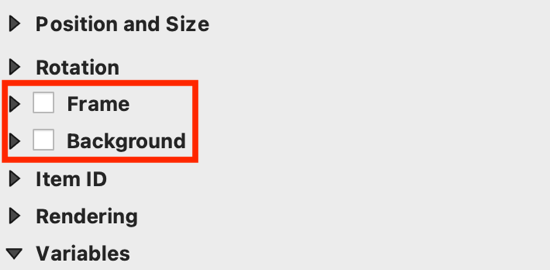 Position and Size
Rotation
Frame
Background
Item ID
Rendering
Variables